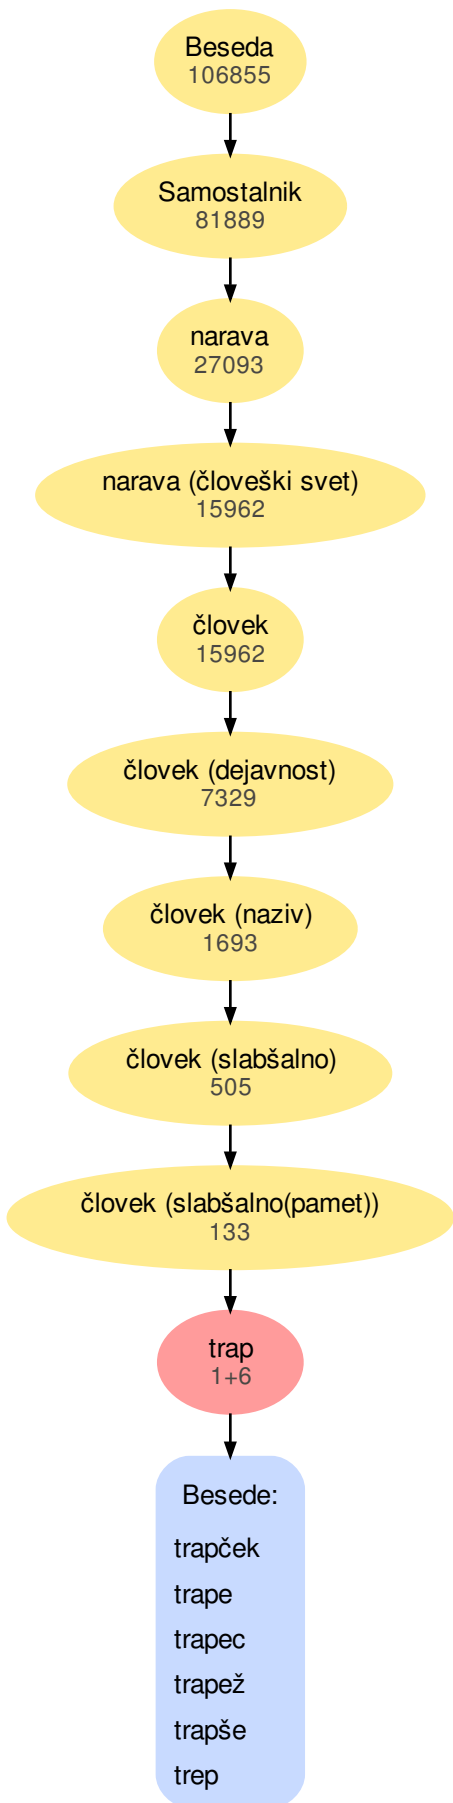 Beseda
106855
Samostalnik
81889
narava
27093
narava (človeški svet)
15962
človek
15962
človek (dejavnost)
7329
človek (naziv)
1693
človek (slabšalno)
505
človek (slabšalno(pamet))
133
trap
1+6
Besede:
trapček
trape
trapec
trapež
trapše
trep